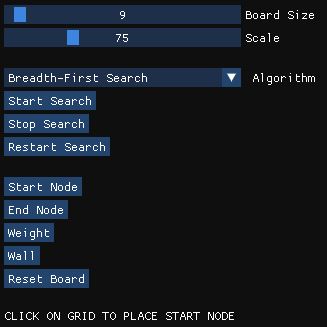 9 Board Size
75 Scale
Breadth-First Search Algorithm
Start Search
Stop Search
Restart Search
Start Node
End Node
Weight
Wall
Reset Board
CLICK ON GRID TO PLACE START NODE